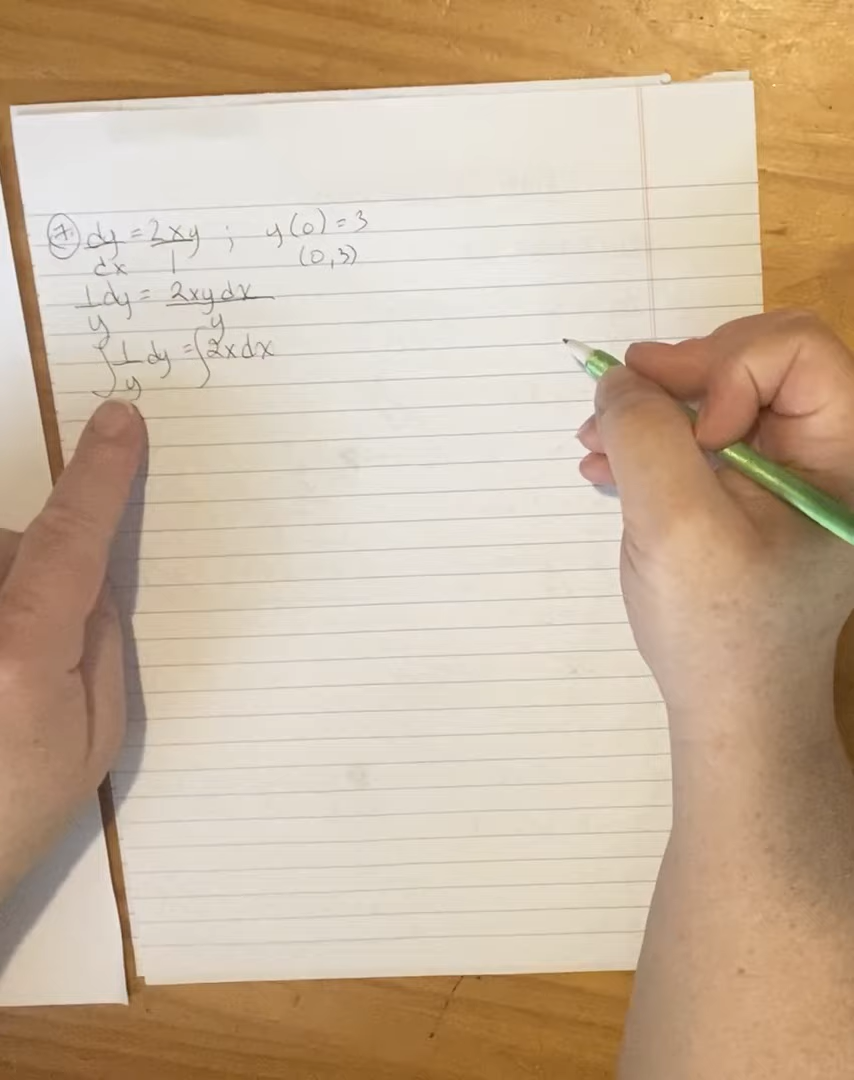 7. dy/dx = 2xy/1 ; y(0) = 3
(0,3)
1/y dy = 2xy dx/y
∫ 1/y dy = ∫ 2x dx